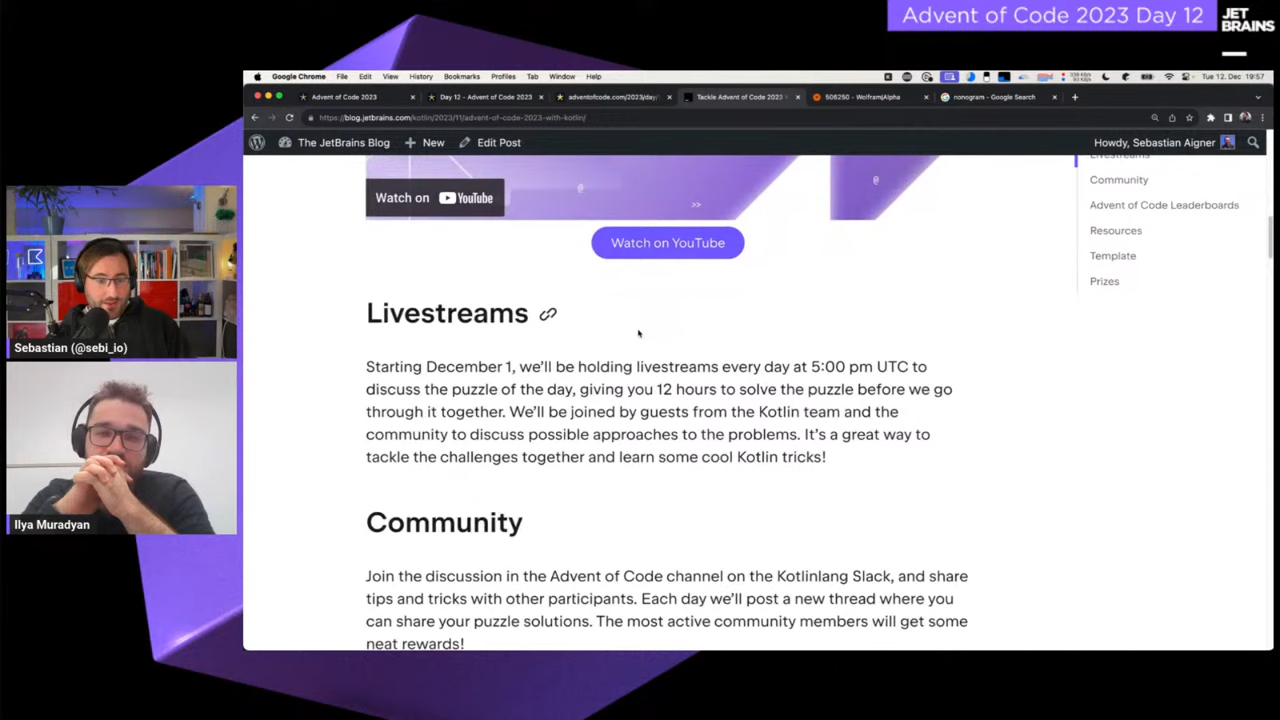 Advent of Code 2023 Day 12
JET
BRAINS
Google Chrome File Edit View History Bookmarks Profiles Tab Window Help
Tue 12. Dec 19:57
Advent of Code 2023
Day 12 - Advent of Code 2023
adventofcode.com/2023/day/
Tackle Advent of Code 2023
506250 - Wolfram|Alpha
nonogram - Google Search
https://blog.jetbrains.com/kotlin/2023/11/advent-of-code-2023-with-kotlin/
The JetBrains Blog
New
Edit Post
Howdy, Sebastian Aigner
Watch on YouTube
@
>>
@
Livestreams
Community
Advent of Code Leaderboards
Resources
Template
Prizes
Watch on YouTube
Livestreams
Starting December 1, we'll be holding livestreams every day at 5:00 pm UTC to
discuss the puzzle of the day, giving you 12 hours to solve the puzzle before we go
through it together. We'll be joined by guests from the Kotlin team and the
community to discuss possible approaches to the problems. It's a great way to
tackle the challenges together and learn some cool Kotlin tricks!
Community
Join the discussion in the Advent of Code channel on the Kotlinlang Slack, and share
tips and tricks with other participants. Each day we'll post a new thread where you
can share your puzzle solutions. The most active community members will get some
neat rewards!
Sebastian (@sebi_io)
Ilya Muradyan